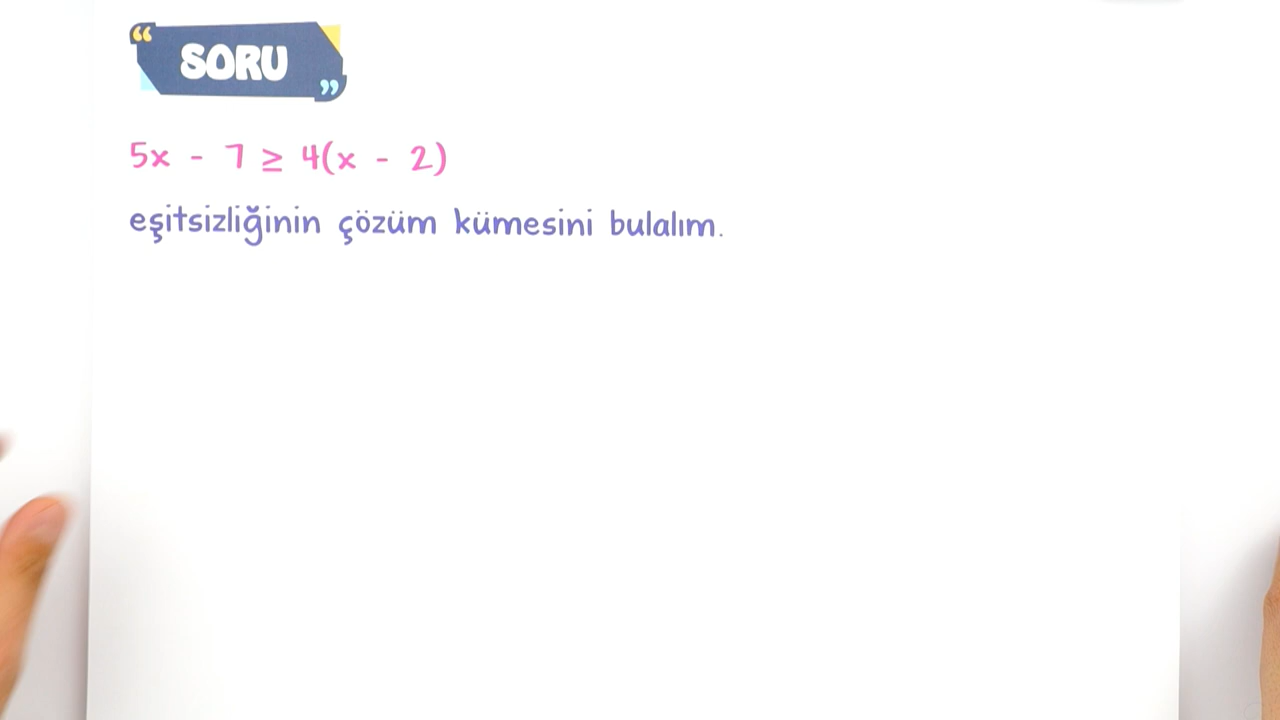 “ SORU ”
5x - 7 ≥ 4(x - 2)
eşitsizliğinin çözüm kümesini bulalım.